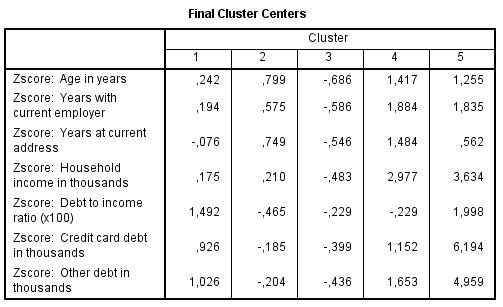 Final Cluster Centers
Cluster
1 2 3 4 5
Zscore: Age in years ,242 ,799 -,686 1,417 1,255
Zscore: Years with
current employer ,194 ,575 -,586 1,884 1,835
Zscore: Years at current
address -,076 ,749 -,546 1,484 ,562
Zscore: Household
income in thousands ,175 ,210 -,483 2,977 3,634
Zscore: Debt to income
ratio (x100) 1,492 -,465 -,229 -,229 1,998
Zscore: Credit card debt
in thousands ,926 -,185 -,399 1,152 6,194
Zscore: Other debt in
thousands 1,026 -,204 -,436 1,653 4,959